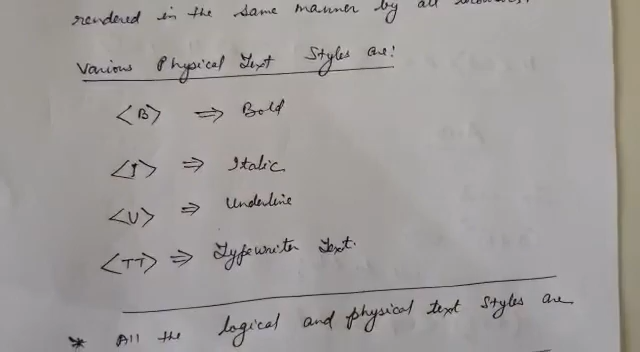 rendered in the same manner by all
Various Physical Text Styles are:
<B> ⇒ Bold
<I> ⇒ Italic
<U> ⇒ Underline
<TT> ⇒ Typewriter Text.
* All the logical and physical text styles are